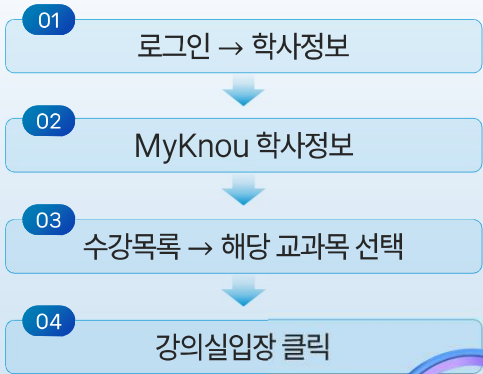 01
로그인 → 학사정보
02
MyKnou 학사정보
03
수강목록 → 해당 교과목 선택
04
강의실입장 클릭